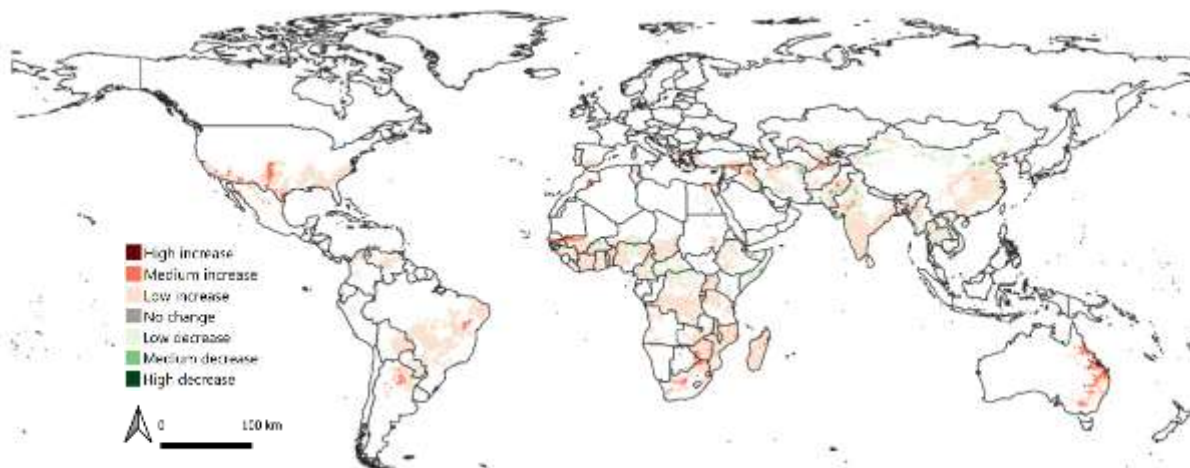 High increase
Medium increase
Low increase
No change
Low decrease
Medium decrease
High decrease
0 100 km